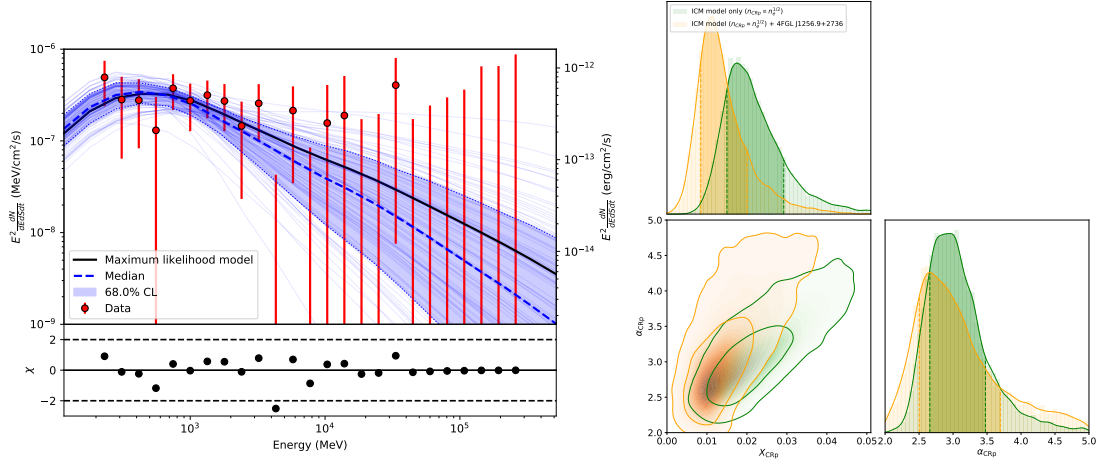 10⁻⁶
10⁻⁷
10⁻⁸
10⁻⁹
E² dN/dEdSdt (MeV/cm²/s)
10⁻¹²
10⁻¹³
10⁻¹⁴
E² dN/dEdSdt (erg/cm²/s)
Maximum likelihood model
Median
68.0% CL
Data
2
0
−2
χ
10³
10⁴
10⁵
Energy (MeV)
ICM model only (n_CRp ∝ n_e^1/2)
ICM model (n_CRp ∝ n_e^1/2) + 4FGL J1256.9+2736
5.0
4.5
4.0
3.5
3.0
2.5
2.0
α_CRp
0.00 0.01 0.02 0.03 0.04 0.05
X_CRp
2.0 2.5 3.0 3.5 4.0 4.5 5.0
α_CRp